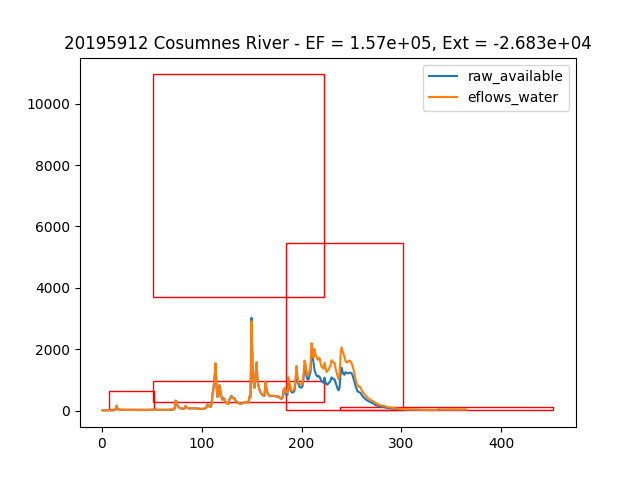 20195912 Cosumnes River - EF = 1.57e+05, Ext = -2.683e+04
raw_available
eflows_water
10000
8000
6000
4000
2000
0
0 100 200 300 400